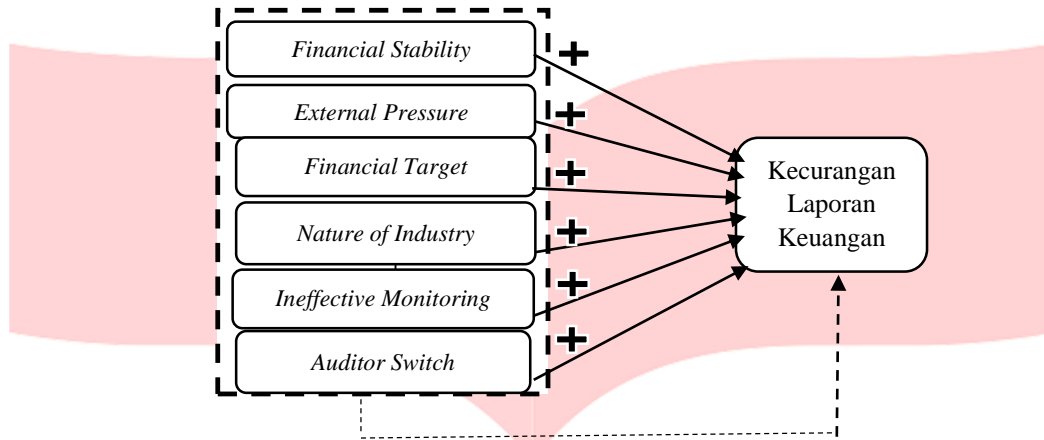 Financial Stability
+
External Pressure
+
Financial Target
+
Nature of Industry
+
Ineffective Monitoring
+
Auditor Switch
+
Kecurangan
Laporan
Keuangan